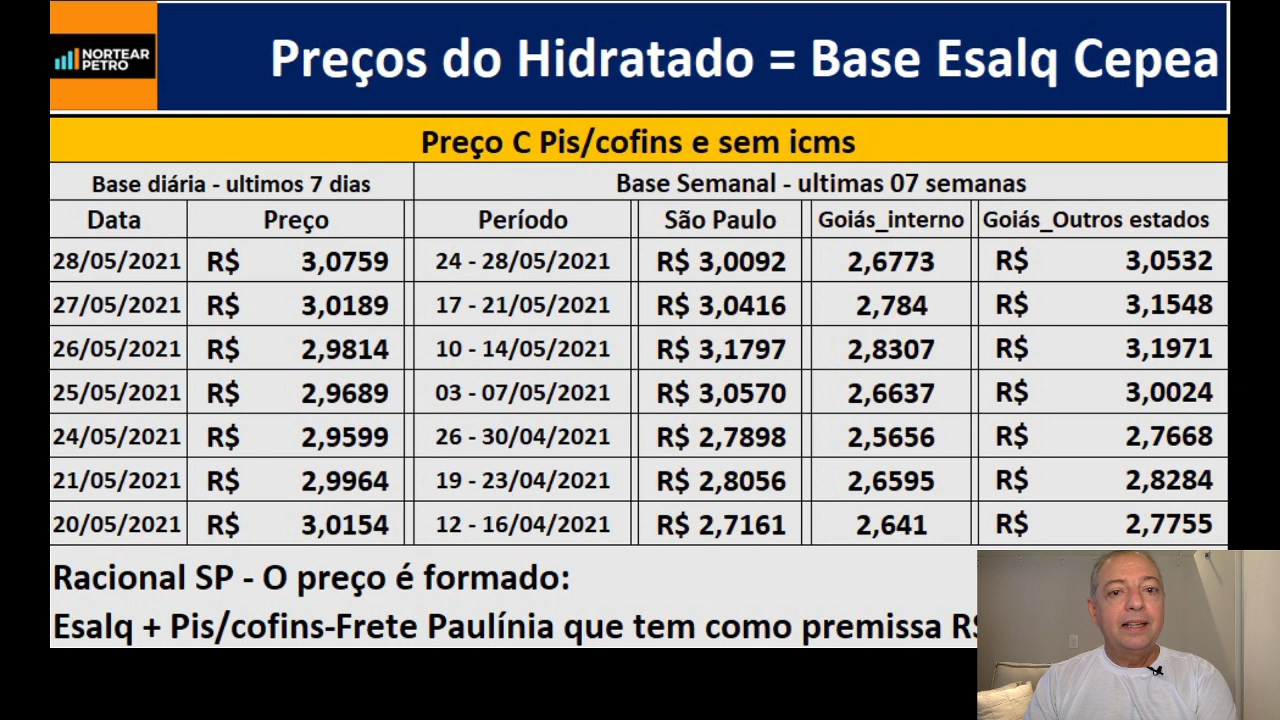 NORTEAR
PETRO
Preços do Hidratado = Base Esalq Cepea
Preço C Pis/cofins e sem icms
Base diária - ultimos 7 dias Base Semanal - ultimas 07 semanas
Data Preço Período São Paulo Goiás_interno Goiás_Outros estados
28/05/2021 R$ 3,0759 24 - 28/05/2021 R$ 3,0092 2,6773 R$ 3,0532
27/05/2021 R$ 3,0189 17 - 21/05/2021 R$ 3,0416 2,784 R$ 3,1548
26/05/2021 R$ 2,9814 10 - 14/05/2021 R$ 3,1797 2,8307 R$ 3,1971
25/05/2021 R$ 2,9689 03 - 07/05/2021 R$ 3,0570 2,6637 R$ 3,0024
24/05/2021 R$ 2,9599 26 - 30/04/2021 R$ 2,7898 2,5656 R$ 2,7668
21/05/2021 R$ 2,9964 19 - 23/04/2021 R$ 2,8056 2,6595 R$ 2,8284
20/05/2021 R$ 3,0154 12 - 16/04/2021 R$ 2,7161 2,641 R$ 2,7755
Racional SP - O preço é formado:
Esalq + Pis/cofins-Frete Paulínia que tem como premissa R$